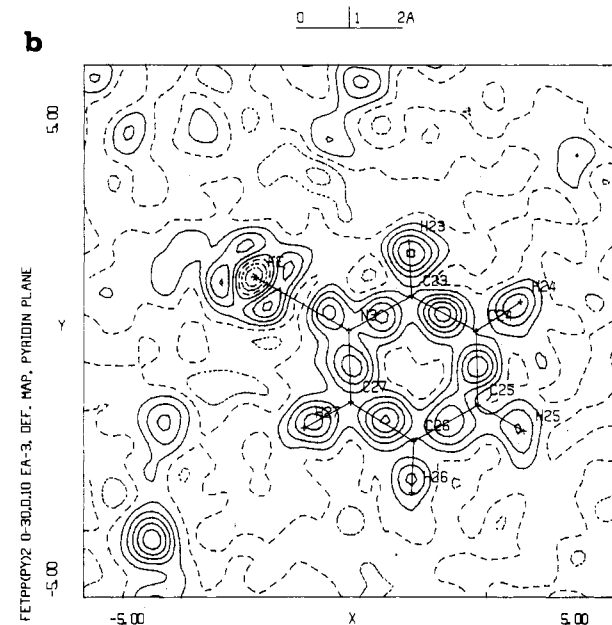 0 1 2A
b
5.00
FE
H23
C23
H24
N3
C24
Y
C27
C25
H27
C26
H25
H26
-5.00
-5.00 X 5.00
FETPP(PY)2 0-30,0.10 EA-3, DEF. MAP, PYRIDIN PLANE